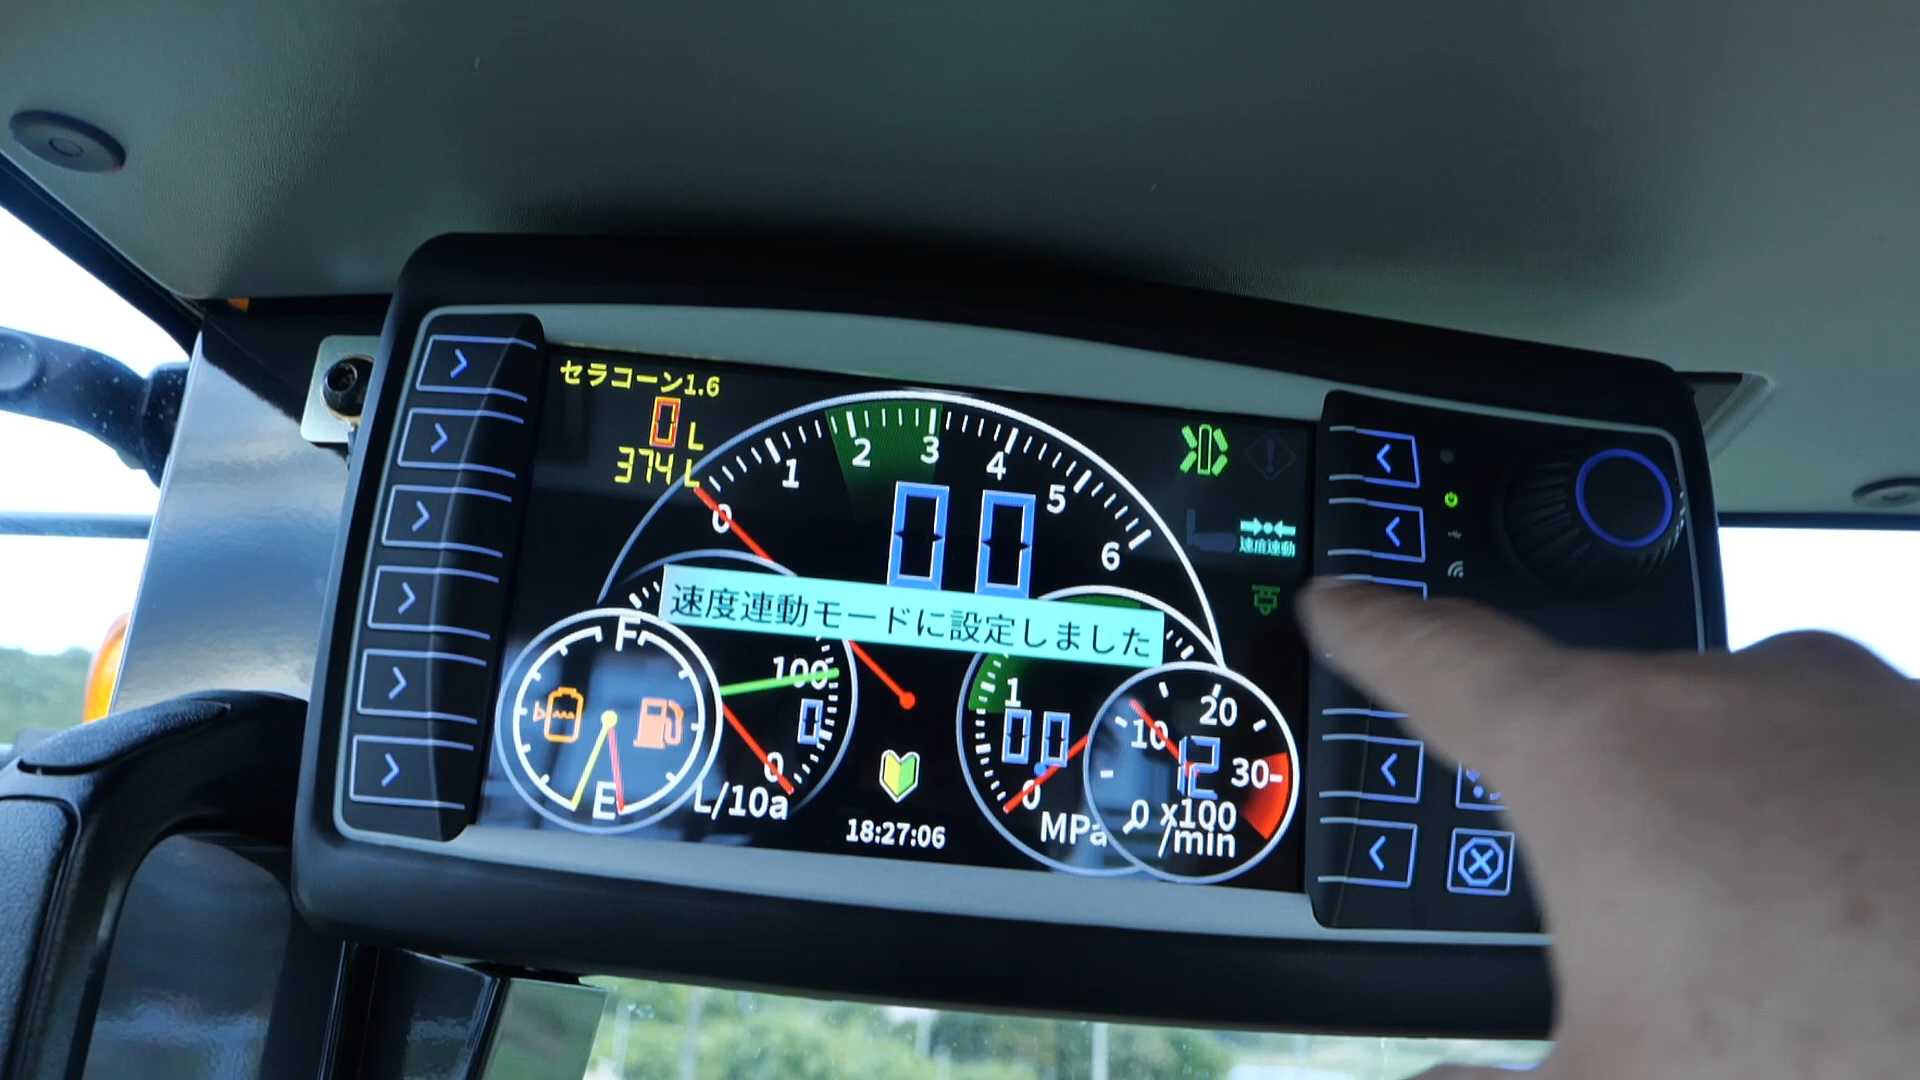 セラコーン1.6
0 L
374 L
0 1 2 3 4 5 6
00
速度連動
速度連動モードに設定しました
F
E
100
0
0
L/10a
18:27:06
1
00
0
MPa
0 10 20 30
12
x100
/min